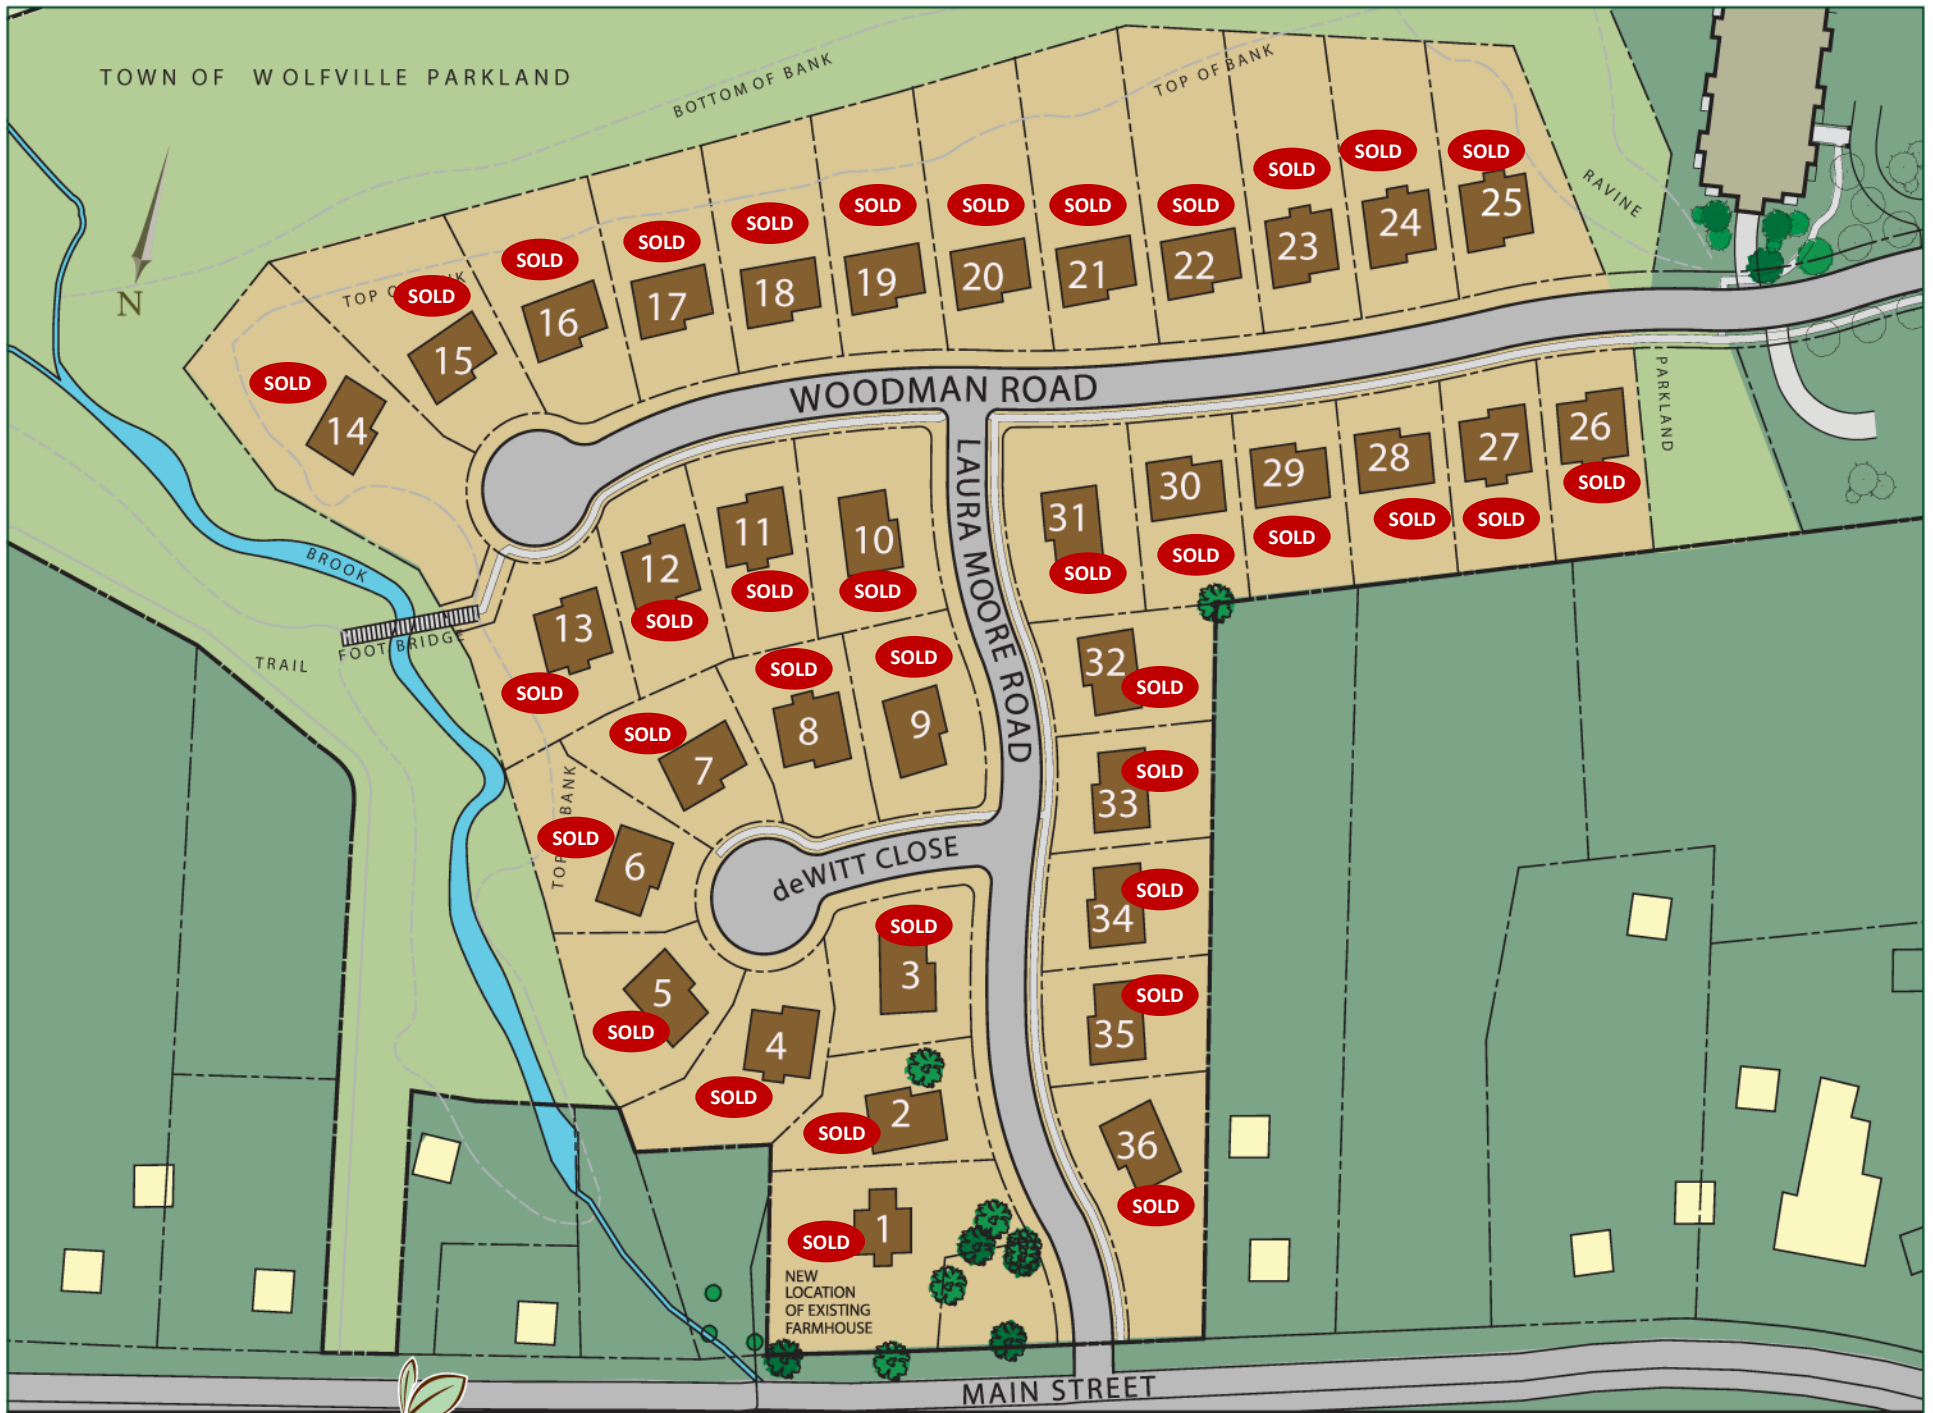 TOWN OF WOLFVILLE PARKLAND
BOTTOM OF BANK
TOP OF BANK
RAVINE
N
SOLD
25
SOLD
24
SOLD
23
SOLD
22
SOLD
21
SOLD
20
SOLD
19
SOLD
18
SOLD
17
SOLD
16
TOP O K
SOLD
15
SOLD
14
WOODMAN ROAD
PARKLAND
26
SOLD
27
SOLD
28
SOLD
29
SOLD
30
SOLD
31
SOLD
LAURA MOORE ROAD
10
SOLD
11
SOLD
12
SOLD
13
SOLD
BROOK
FOOT BRIDGE
TRAIL
32
SOLD
SOLD
9
SOLD
8
SOLD
7
SOLD
33
TOP BANK
SOLD
6
deWITT CLOSE
SOLD
34
SOLD
3
5
SOLD
SOLD
35
4
SOLD
2
SOLD
36
SOLD
1
SOLD
NEW
LOCATION
OF EXISTING
FARMHOUSE
MAIN STREET